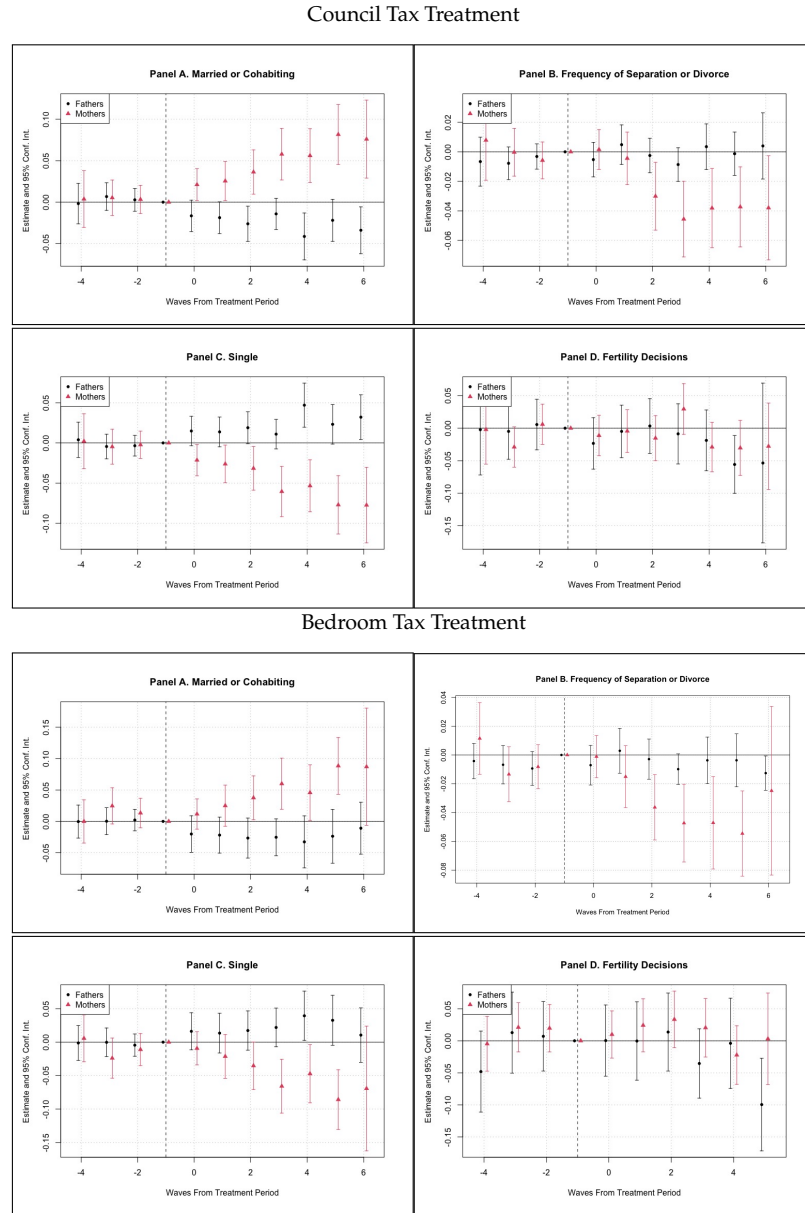 Council Tax Treatment
Panel A. Married or Cohabiting
Fathers
Mothers
Estimate and 95% Conf. Int.
0.10
0.05
0.00
-0.05
-4 -2 0 2 4 6
Waves From Treatment Period
Panel B. Frequency of Separation or Divorce
Fathers
Mothers
Estimate and 95% Conf. Int.
0.02
0.00
-0.02
-0.04
-0.06
-4 -2 0 2 4 6
Waves From Treatment Period
Panel C. Single
Fathers
Mothers
Estimate and 95% Conf. Int.
0.05
0.00
-0.05
-0.10
-4 -2 0 2 4 6
Waves From Treatment Period
Panel D. Fertility Decisions
Fathers
Mothers
Estimate and 95% Conf. Int.
0.05
0.00
-0.05
-0.10
-0.15
-4 -2 0 2 4 6
Waves From Treatment Period
Bedroom Tax Treatment
Panel A. Married or Cohabiting
Fathers
Mothers
Estimate and 95% Conf. Int.
0.15
0.10
0.05
0.00
-0.05
-4 -2 0 2 4 6
Waves From Treatment Period
Panel B. Frequency of Separation or Divorce
Fathers
Mothers
Estimate and 95% Conf. Int.
0.04
0.02
0.00
-0.02
-0.04
-0.06
-0.08
-4 -2 0 2 4 6
Waves From Treatment Period
Panel C. Single
Fathers
Mothers
Estimate and 95% Conf. Int.
0.05
0.00
-0.05
-0.10
-0.15
-4 -2 0 2 4 6
Waves From Treatment Period
Panel D. Fertility Decisions
Fathers
Mothers
Estimate and 95% Conf. Int.
0.05
0.00
-0.05
-0.10
-0.15
-4 -2 0 2 4
Waves From Treatment Period